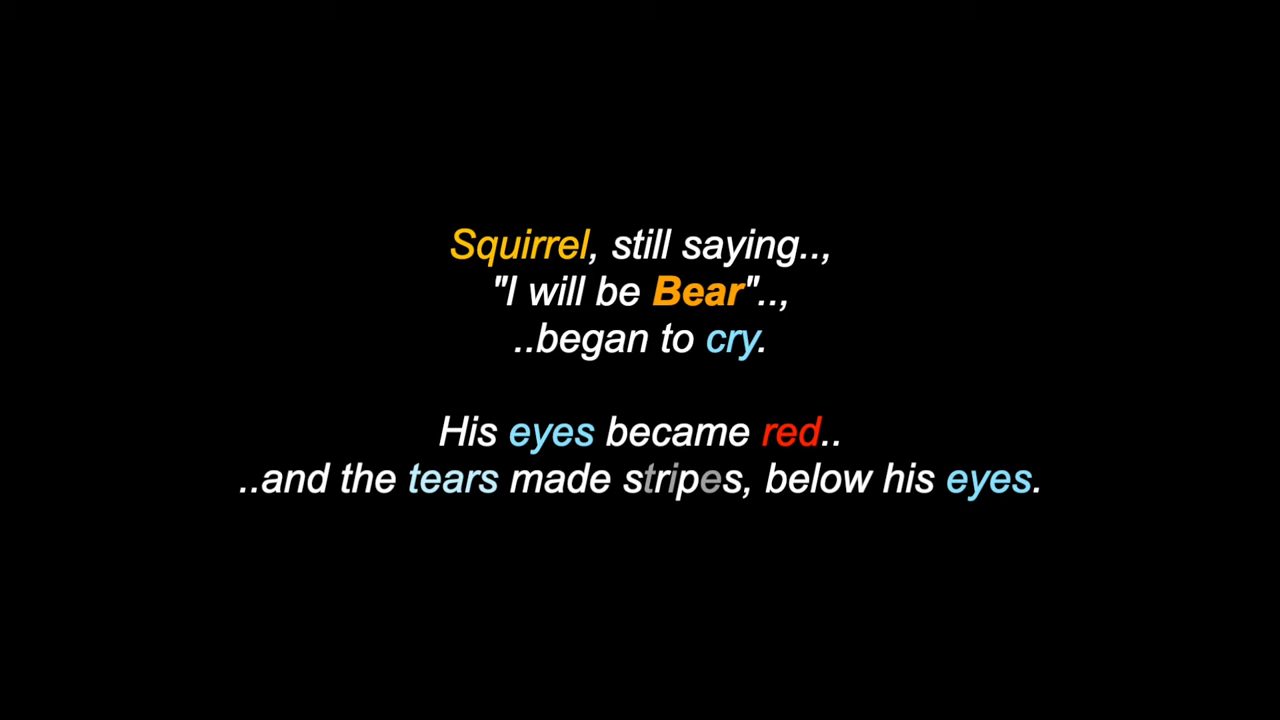 Squirrel, still saying..,
"I will be Bear"..,
..began to cry.
His eyes became red..
..and the tears made stripes, below his eyes.